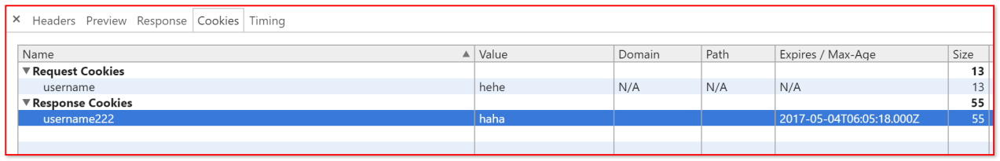 × Headers Preview Response Cookies Timing
Name ▲ Value Domain Path Expires / Max-Age Size
▼ Request Cookies 13
username hehe N/A N/A N/A 13
▼ Response Cookies 55
username222 haha 2017-05-04T06:05:18.000Z 55